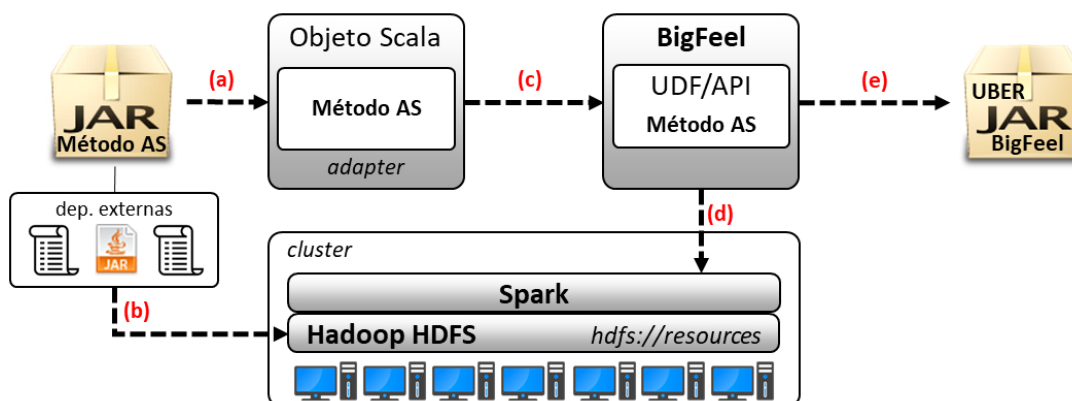 JAR
Método AS
(a)
Objeto Scala
Método AS
adapter
(c)
BigFeel
UDF/API
Método AS
(e)
UBER
JAR
BigFeel
dep. externas
JAR
(b)
(d)
cluster
Spark
Hadoop HDFS hdfs://resources